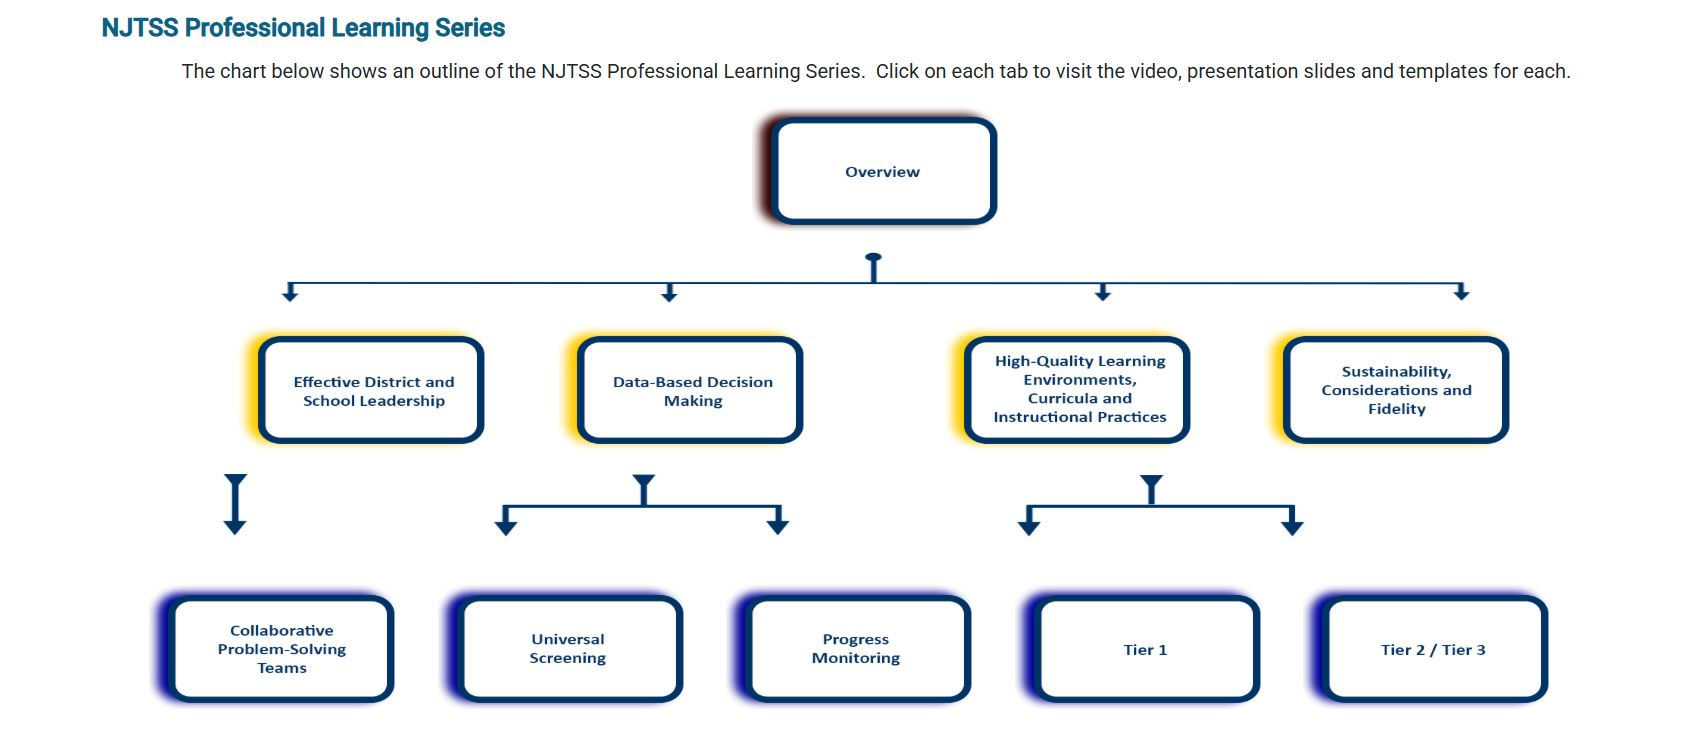 NJTSS Professional Learning Series
The chart below shows an outline of the NJTSS Professional Learning Series.  Click on each tab to visit the video, presentation slides and templates for each.
Overview
Effective District and
School Leadership
Data-Based Decision
Making
High-Quality Learning
Environments,
Curricula and
Instructional Practices
Sustainability,
Considerations and
Fidelity
Collaborative
Problem-Solving
Teams
Universal
Screening
Progress
Monitoring
Tier 1
Tier 2 / Tier 3